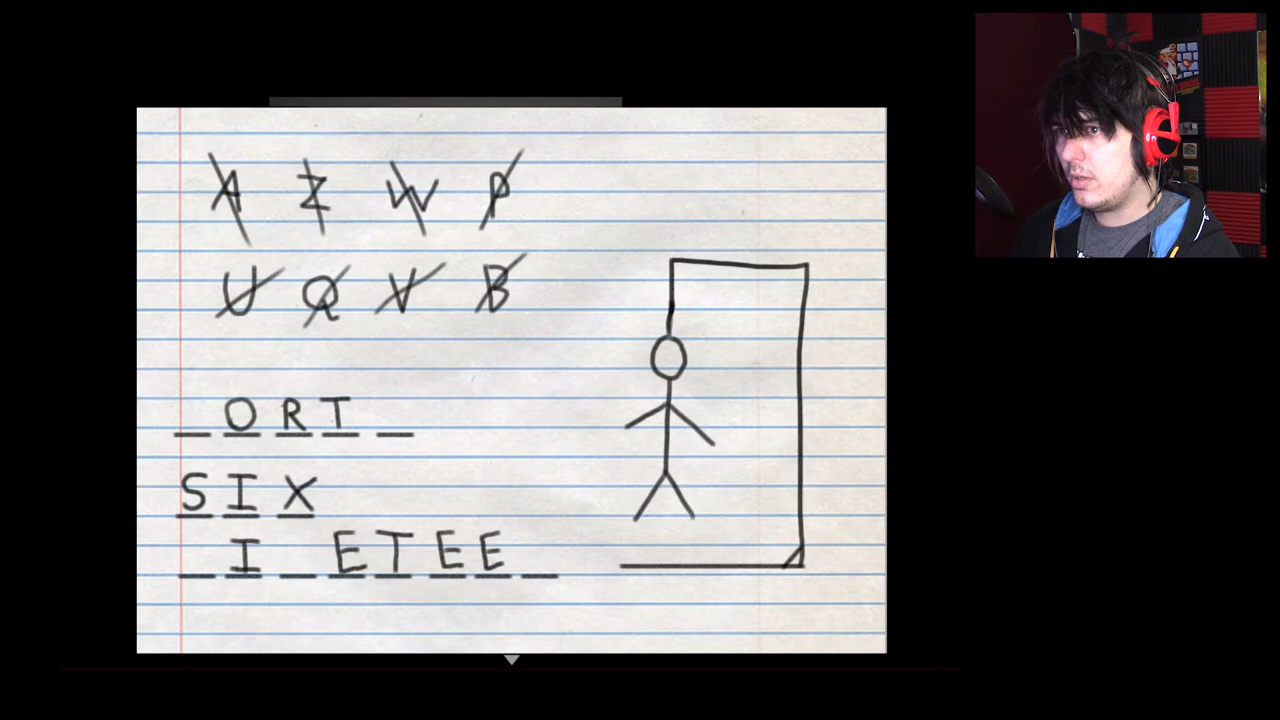 A Z W P
U Q V B
_ O R T _
S I X
_ I _ E T E E _